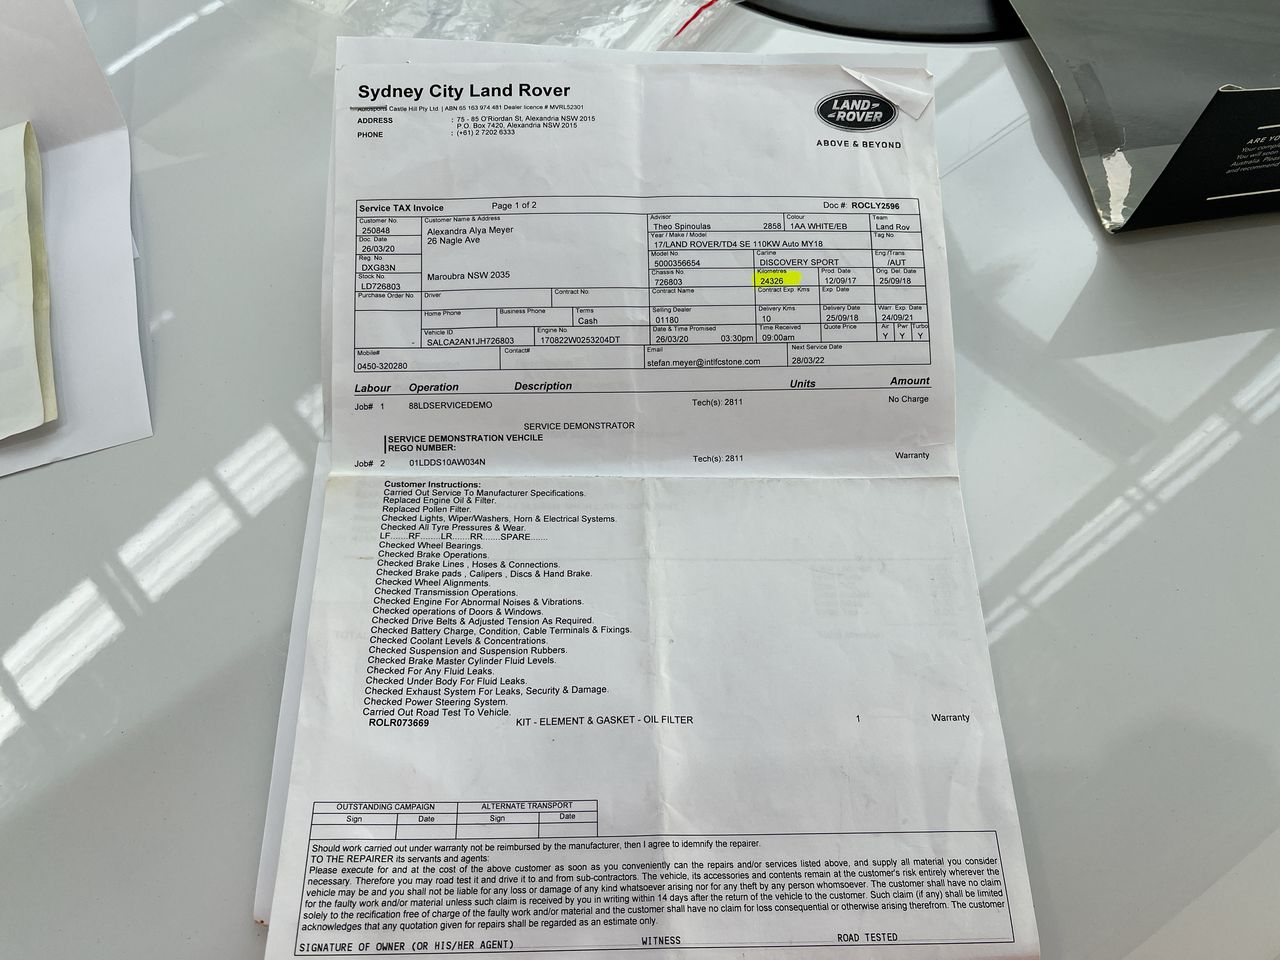 Sydney City Land Rover
Autosports Castle Hill Pty Ltd | ABN 65 163 974 481 Dealer licence # MVRL52301
ADDRESS : 75 - 85 O'Riordan St, Alexandria NSW 2015
P.O. Box 7420, Alexandria NSW 2015
PHONE : (+61) 2 7202 6333
LAND-
-ROVER
ABOVE & BEYOND
ARE YO
Your comple
You will soon
Australia. Pleas
and recommend
Service TAX Invoice Page 1 of 2 Doc #: ROCLY2596
Customer No. Customer Name & Address Advisor Colour Team
250848 Alexandra Alya Meyer Theo Spinoulas 2858 1AA WHITE/EB Land Rov
Doc. Date 26 Nagle Ave Year / Make / Model Tag No.
26/03/20 17/LAND ROVER/TD4 SE 110KW Auto MY18
Reg. No. Model No. Carline Eng /Trans
DXG83N 5000356654 DISCOVERY SPORT /AUT
Stock No. Maroubra NSW 2035 Chassis No. Kilometres Prod. Date Orig. Del. Date
LD726803 726803 24326 12/09/17 25/09/18
Purchase Order No. Driver Contract No. Contract Name Contract Exp. Kms Exp. Date
Home Phone Business Phone Terms Selling Dealer Delivery Kms Delivery Date Warr. Exp. Date
Cash 01180 10 25/09/18 24/09/21
Vehicle ID. Engine No. Date & Time Promised Time Received Quote Price Air Pwr Turbo
- SALCA2AN1JH726803 170822W0253204DT 26/03/20 03:30pm 09:00am Y Y Y
Mobile# Contact# Email Next Service Date
0450-320280 stefan.meyer@intlfcstone.com 28/03/22
Labour Operation Description Units Amount
Job# 1 88LDSERVICEDEMO Tech(s): 2811 No Charge
SERVICE DEMONSTRATOR
SERVICE DEMONSTRATION VEHCILE
REGO NUMBER:
Job# 2 01LDDS10AW034N Tech(s): 2811 Warranty
Customer Instructions:
Carried Out Service To Manufacturer Specifications.
Replaced Engine Oil & Filter.
Replaced Pollen Filter.
Checked Lights, Wiper/Washers, Horn & Electrical Systems.
Checked All Tyre Pressures & Wear.
LF......RF........LR.......RR......SPARE.......
Checked Wheel Bearings.
Checked Brake Operations.
Checked Brake Lines , Hoses & Connections.
Checked Brake pads , Calipers , Discs & Hand Brake.
Checked Wheel Alignments.
Checked Transmission Operations.
Checked Engine For Abnormal Noises & Vibrations.
Checked operations of Doors & Windows.
Checked Drive Belts & Adjusted Tension As Required.
Checked Battery Charge, Condition, Cable Terminals & Fixings.
Checked Coolant Levels & Concentrations.
Checked Suspension and Suspension Rubbers.
Checked Brake Master Cylinder Fluid Levels.
Checked For Any Fluid Leaks.
Checked Under Body For Fluid Leaks.
Checked Exhaust System For Leaks, Security & Damage.
Checked Power Steering System.
Carried Out Road Test To Vehicle.
ROLR073669 KIT - ELEMENT & GASKET - OIL FILTER 1 Warranty
OUTSTANDING CAMPAIGN ALTERNATE TRANSPORT
Sign Date Sign Date
Should work carried out under warranty not be reimbursed by the manufacturer, then I agree to idemnify the repairer.
TO THE REPAIRER its servants and agents:
Please execute for and at the cost of the above customer as soon as you conveniently can the repairs and/or services listed above, and supply all material you consider
necessary. Therefore you may road test it and drive it to and from sub-contractors. The vehicle, its accessories and contents remain at the customer's risk entirely wherever the
vehicle may be and you shall not be liable for any loss or damage of any kind whatsoever arising nor for any theft by any person whomsoever. The customer shall have no claim
for the faulty work and/or material unless such claim is received by you in writing within 14 days after the return of the vehicle to the customer. Such claim (if any) shall be limited
solely to the recification free of charge of the faulty work and/or material and the customer shall have no claim for loss consequential or otherwise arising therefrom. The customer
acknowledges that any quotation given for repairs shall be regarded as an estimate only.
SIGNATURE OF OWNER (OR HIS/HER AGENT) WITNESS ROAD TESTED